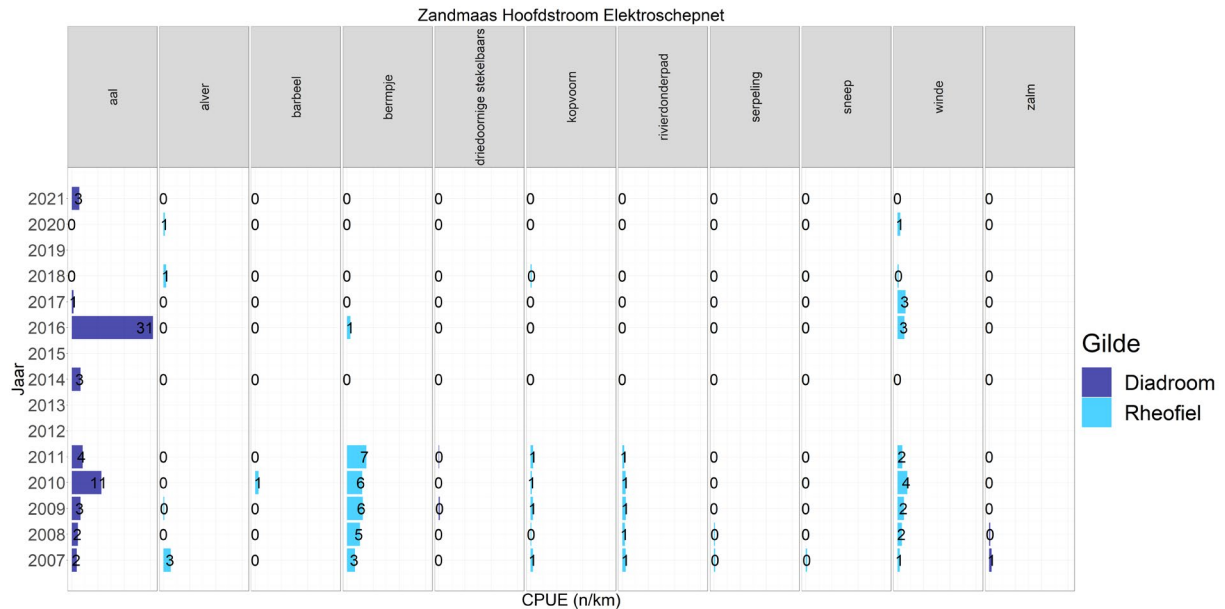 Zandmaas Hoofdstroom Elektroschepnet
aal alver barbeel bermpje driedoornige stekelbaars kopvoorn rivierdonderpad serpeling sneep winde zalm
2021 3 0 0 0 0 0 0 0 0 0 0
2020 0 1 0 0 0 0 0 0 0 1 0
2019
2018 0 1 0 0 0 0 0 0 0 0 0
2017 1 0 0 0 0 0 0 0 0 3 0
2016 31 0 0 1 0 0 0 0 0 3 0
2015
2014 3 0 0 0 0 0 0 0 0 0 0
2013
2012
2011 4 0 0 7 0 1 1 0 0 2 0
2010 11 0 1 6 0 1 1 0 0 4 0
2009 3 0 0 6 0 1 1 0 0 2 0
2008 2 0 0 5 0 0 1 0 0 2 0
2007 2 3 0 3 0 1 1 0 0 1 1
Jaar
CPUE (n/km)
Gilde
Diadroom
Rheofiel